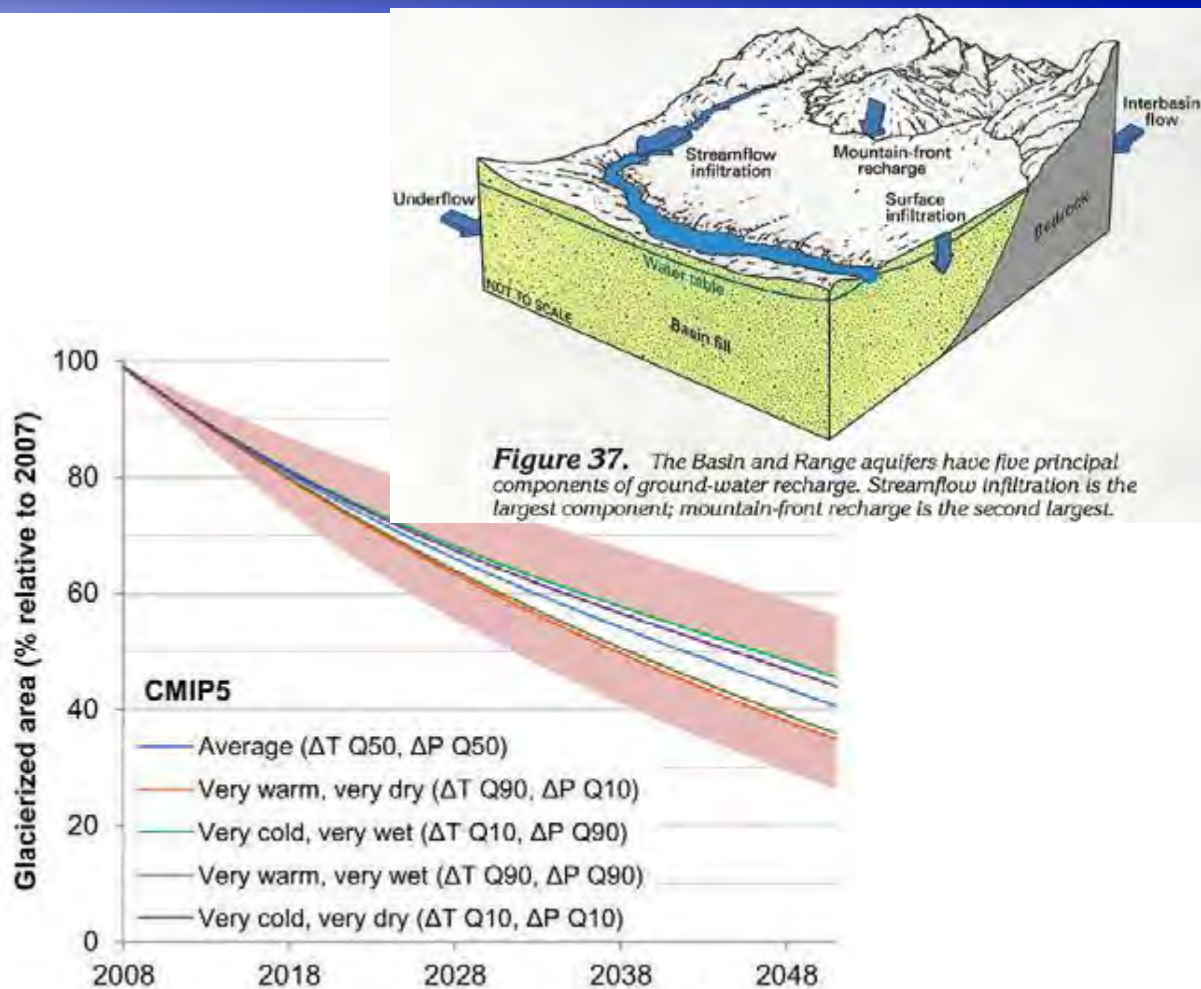 Interbasin
flow
Streamflow
infiltration
Mountain-front
recharge
Underflow
Surface
infiltration
Bedrock
Water table
NOT TO SCALE
Basin fill
Figure 37. The Basin and Range aquifers have five principal
components of ground-water recharge. Streamflow infiltration is the
largest component; mountain-front recharge is the second largest.
Glacierized area (% relative to 2007)
100
80
60
40
20
0
CMIP5
Average (ΔT Q50, ΔP Q50)
Very warm, very dry (ΔT Q90, ΔP Q10)
Very cold, very wet (ΔT Q10, ΔP Q90)
Very warm, very wet (ΔT Q90, ΔP Q90)
Very cold, very dry (ΔT Q10, ΔP Q10)
2008 2018 2028 2038 2048